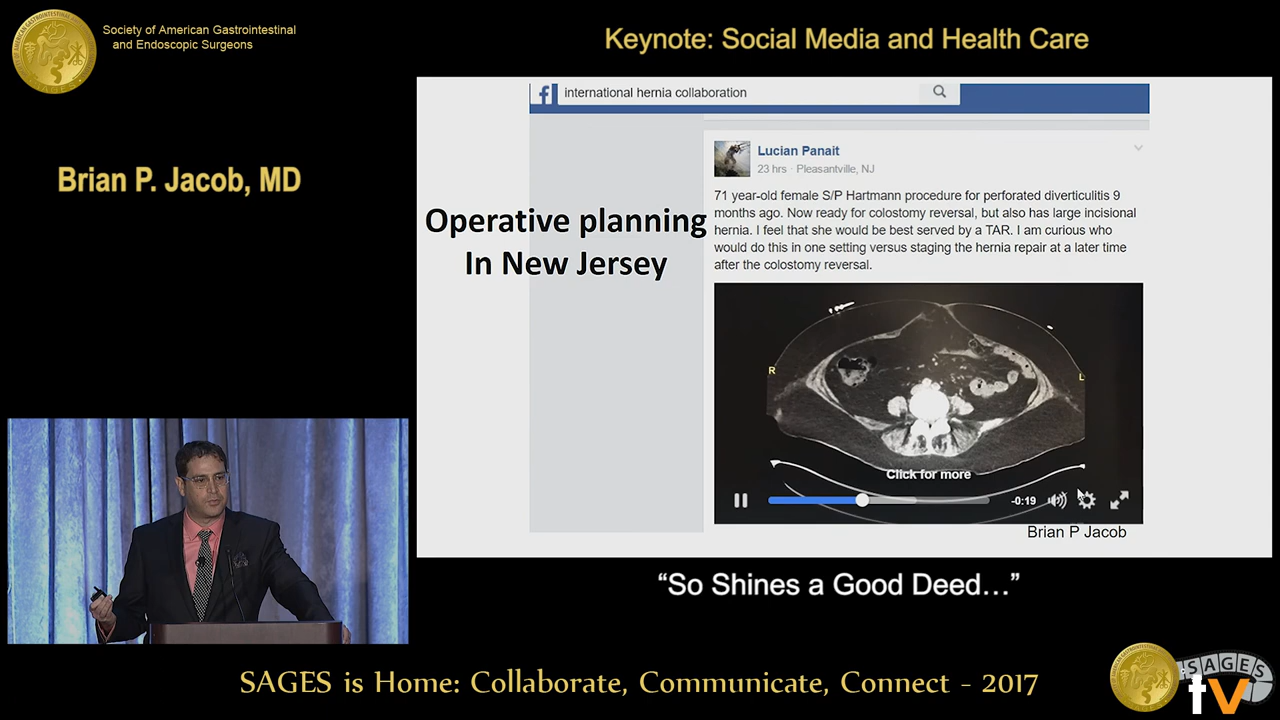 Society of American Gastrointestinal
and Endoscopic Surgeons
Keynote: Social Media and Health Care
Brian P. Jacob, MD
international hernia collaboration
Operative planning
In New Jersey
Lucian Panait
23 hrs · Pleasantville, NJ
71 year-old female S/P Hartmann procedure for perforated diverticulitis 9
months ago. Now ready for colostomy reversal, but also has large incisional
hernia. I feel that she would be best served by a TAR. I am curious who
would do this in one setting versus staging the hernia repair at a later time
after the colostomy reversal.
R
L
Click for more
-0:19
Brian P Jacob
“So Shines a Good Deed…”
SAGES is Home: Collaborate, Communicate, Connect - 2017
SAGES
tv